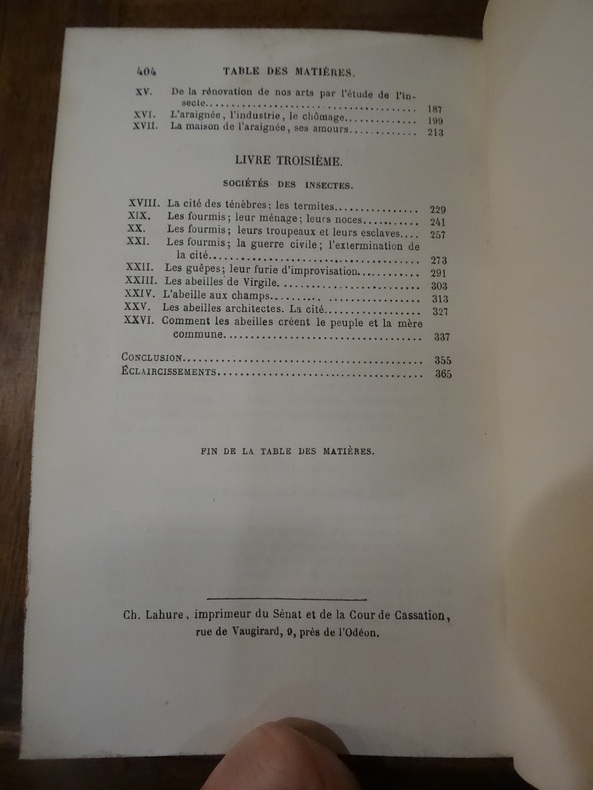 404 TABLE DES MATIÈRES.
XV. De la rénovation de nos arts par l'étude de l'in-
secte........................................ 187
XVI. L'araignée, l'industrie, le chômage............. 199
XVII. La maison de l'araignée, ses amours............ 213
LIVRE TROISIÈME.
SOCIÉTÉS DES INSECTES.
XVIII. La cité des ténèbres; les termites................ 229
XIX. Les fourmis; leur ménage; leurs noces........... 241
XX. Les fourmis; leurs troupeaux et leurs esclaves.... 257
XXI. Les fourmis; la guerre civile; l'extermination de
la cité........................................ 273
XXII. Les guêpes; leur furie d'improvisation........... 291
XXIII. Les abeilles de Virgile........................... 303
XXIV. L'abeille aux champs.......... ................. 313
XXV. Les abeilles architectes. La cité.................. 327
XXVI. Comment les abeilles créent le peuple et la mère
commune..................................... 337
CONCLUSION.............................................. 355
ÉCLAIRCISSEMENTS........................................ 365
FIN DE LA TABLE DES MATIÈRES.
Ch. Lahure, imprimeur du Sénat et de la Cour de Cassation,
rue de Vaugirard, 9, près de l'Odéon.